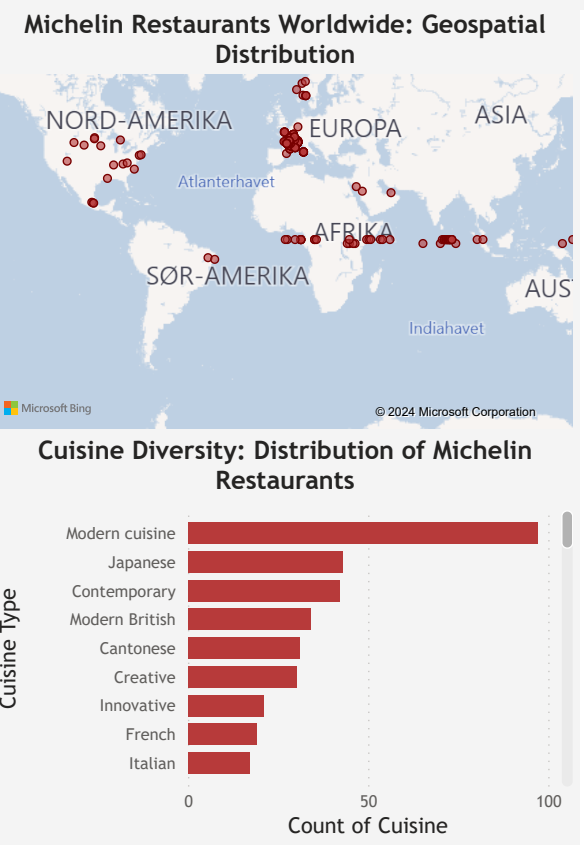 Michelin Restaurants Worldwide: Geospatial
Distribution
NORD-AMERIKA
EUROPA
ASIA
Atlanterhavet
AFRIKA
SØR-AMERIKA
AUS
Indiahavet
Microsoft Bing
© 2024 Microsoft Corporation
Cuisine Diversity: Distribution of Michelin
Restaurants
Cuisine Type
Modern cuisine
Japanese
Contemporary
Modern British
Cantonese
Creative
Innovative
French
Italian
0 50 100
Count of Cuisine